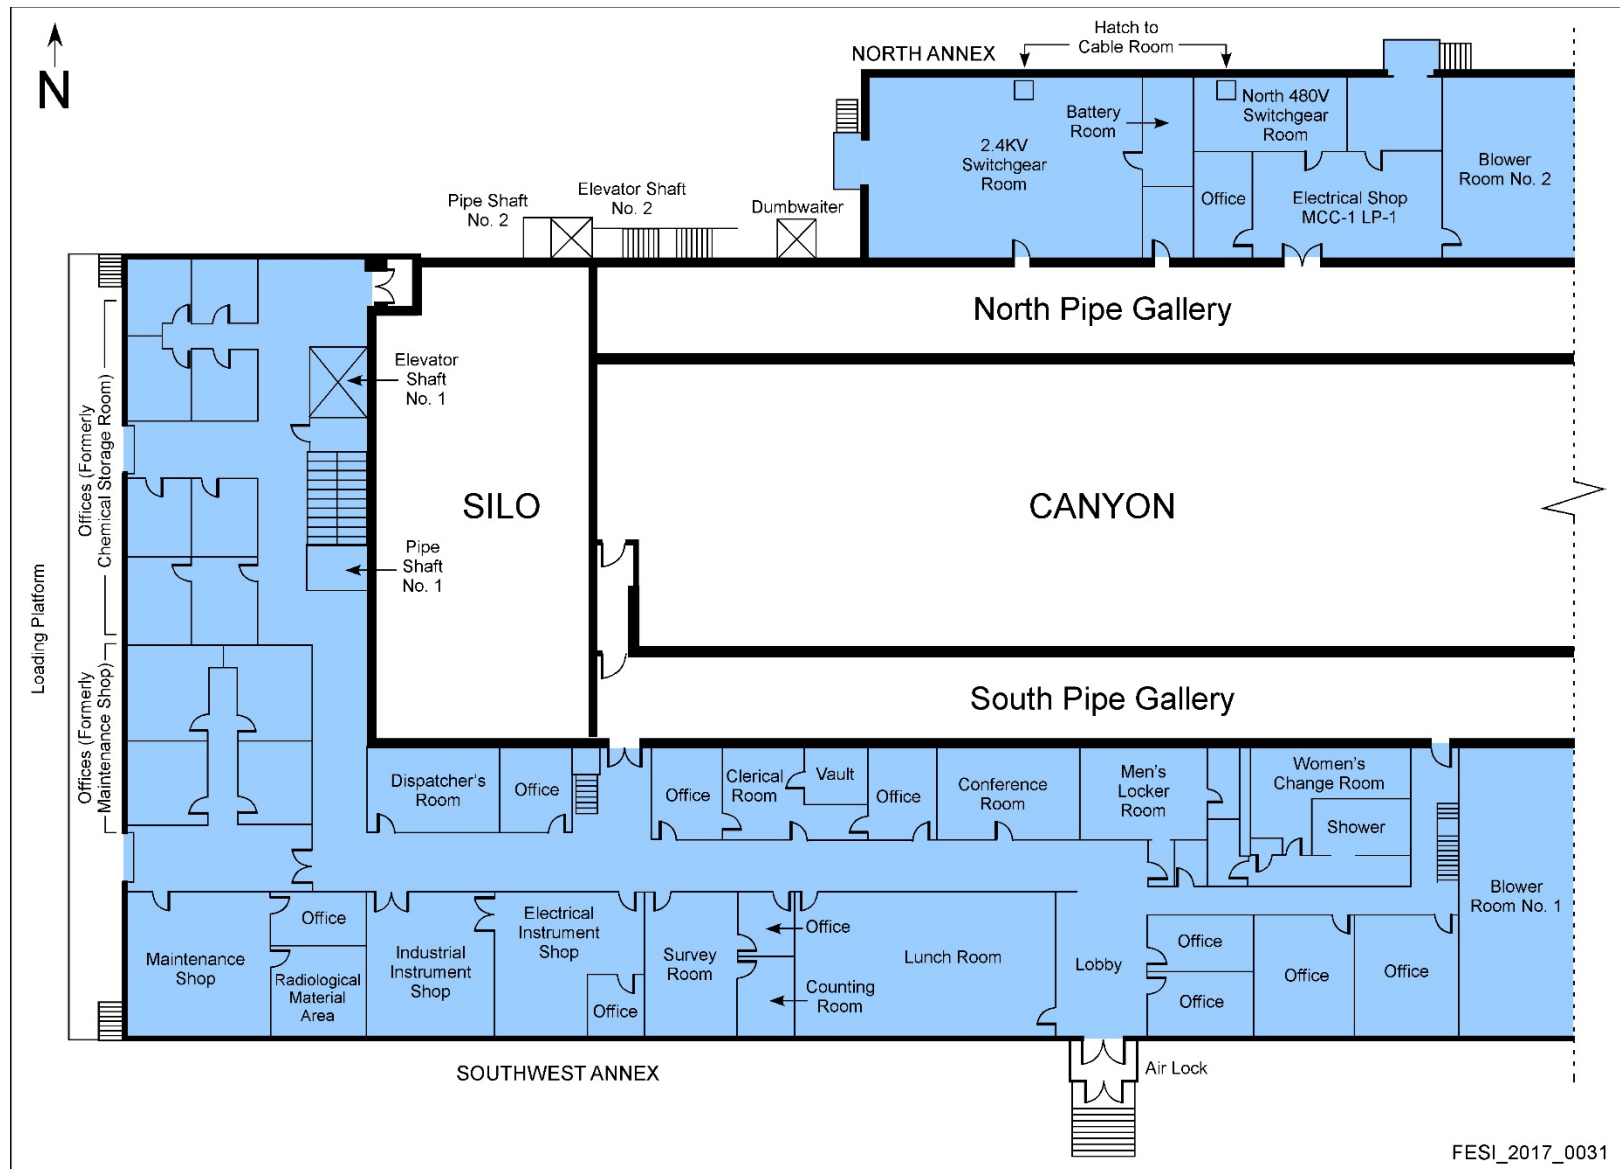 Hatch to
Cable Room
NORTH ANNEX
N
North 480V
Switchgear
Room
Battery
Room
2.4KV
Switchgear
Room
Blower
Room No. 2
Office
Electrical Shop
MCC-1 LP-1
Pipe Shaft
No. 2
Elevator Shaft
No. 2
Dumbwaiter
North Pipe Gallery
Elevator
Shaft
No. 1
Offices (Formerly
Chemical Storage Room)
SILO
CANYON
Pipe
Shaft
No. 1
Loading Platform
Offices (Formerly
Maintenance Shop)
South Pipe Gallery
Dispatcher's
Room
Office
Office
Clerical
Room
Vault
Office
Conference
Room
Men's
Locker
Room
Women's
Change Room
Shower
Blower
Room No. 1
Maintenance
Shop
Office
Radiological
Material
Area
Industrial
Instrument
Shop
Electrical
Instrument
Shop
Office
Survey
Room
Office
Counting
Room
Lunch Room
Lobby
Office
Office
Office
Office
SOUTHWEST ANNEX
Air Lock
FESI_2017_0031